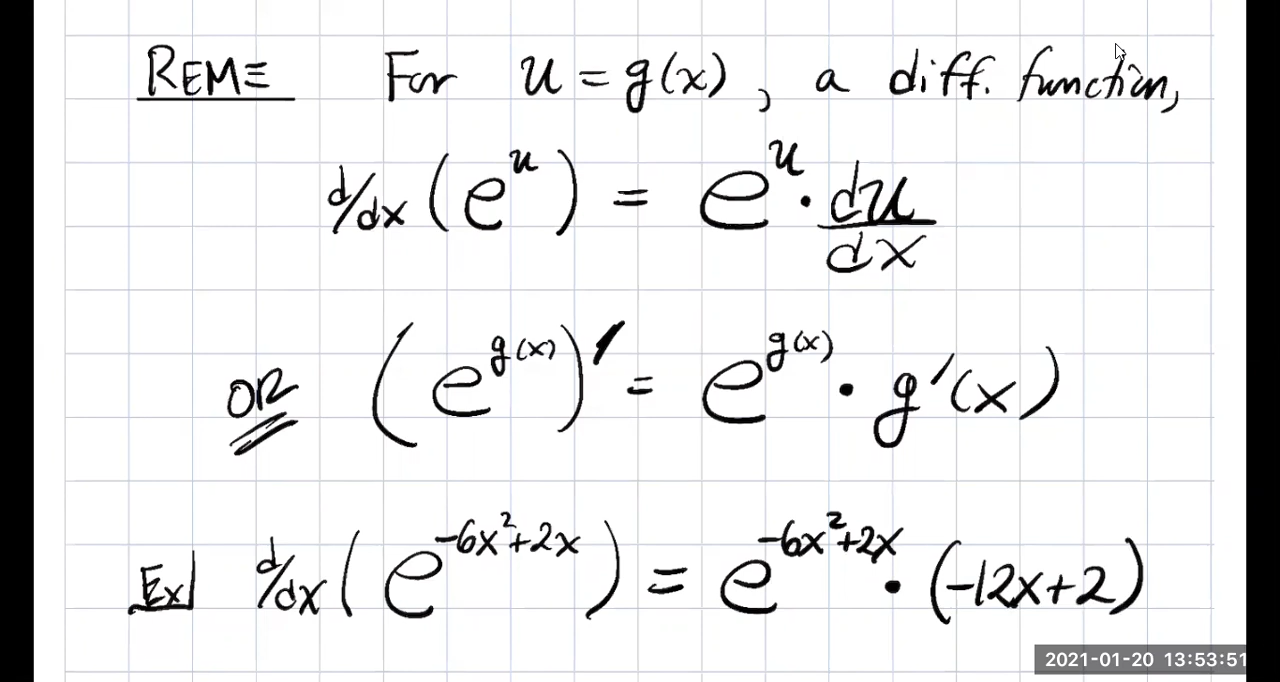 REME For u = g(x), a diff. function,
d/dx (e^u) = e^u · du/dx
OR (e^g(x))' = e^g(x) · g'(x)
Ex) d/dx (e^-6x²+2x) = e^-6x²+2x · (-12x+2)
2021-01-20 13:53:51